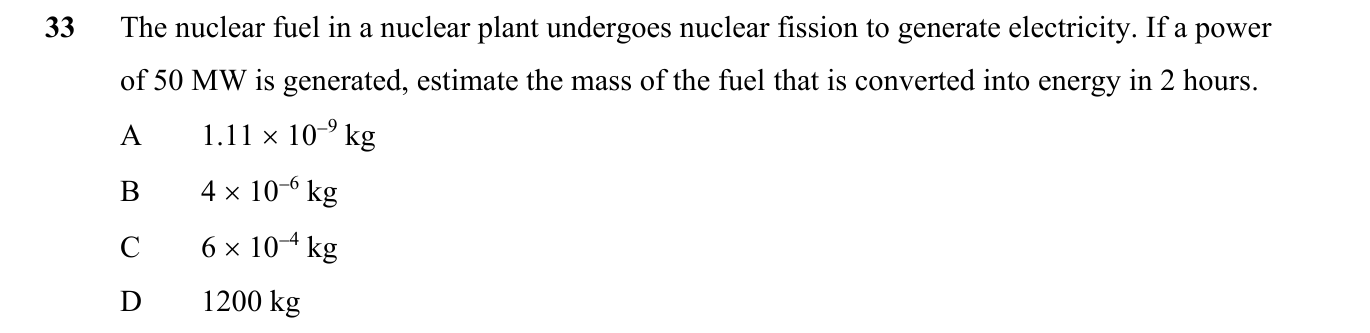 33 The nuclear fuel in a nuclear plant undergoes nuclear fission to generate electricity. If a power
of 50 MW is generated, estimate the mass of the fuel that is converted into energy in 2 hours.
A 1.11 × 10⁻⁹ kg
B 4 × 10⁻⁶ kg
C 6 × 10⁻⁴ kg
D 1200 kg